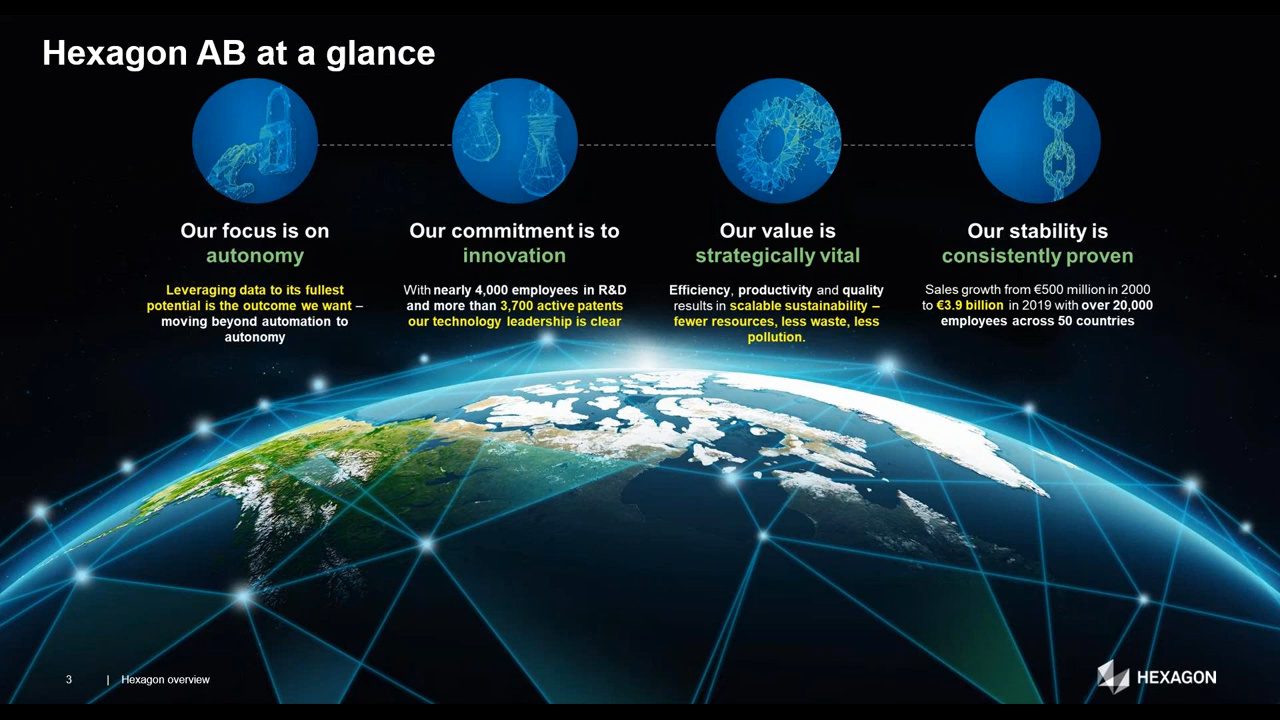 Hexagon AB at a glance
Our focus is on
autonomy
Leveraging data to its fullest
potential is the outcome we want –
moving beyond automation to
autonomy
Our commitment is to
innovation
With nearly 4,000 employees in R&D
and more than 3,700 active patents
our technology leadership is clear
Our value is
strategically vital
Efficiency, productivity and quality
results in scalable sustainability –
fewer resources, less waste, less
pollution.
Our stability is
consistently proven
Sales growth from €500 million in 2000
to €3.9 billion in 2019 with over 20,000
employees across 50 countries
3 | Hexagon overview
HEXAGON